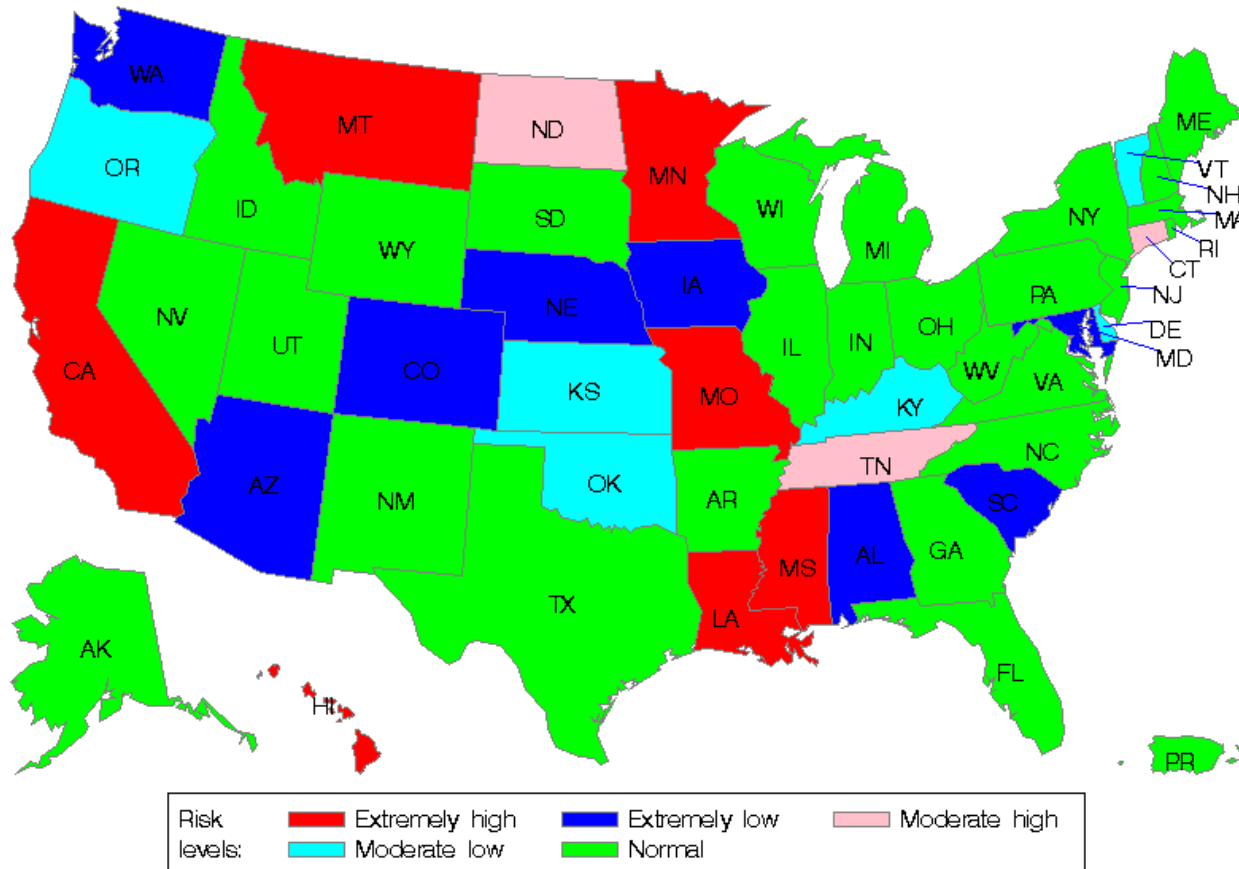 WA
MT
ND
MN
OR
ID
WY
SD
WI
MI
NY
ME
VT
NH
MA
RI
CT
NJ
PA
DE
MD
NV
UT
CO
NE
IA
IL
IN
OH
WV
VA
CA
KS
MO
KY
NC
TN
AZ
NM
OK
AR
SC
MS
AL
GA
TX
LA
AK
HI
FL
PR
Risk levels:
Extremely high
Extremely low
Moderate high
Moderate low
Normal